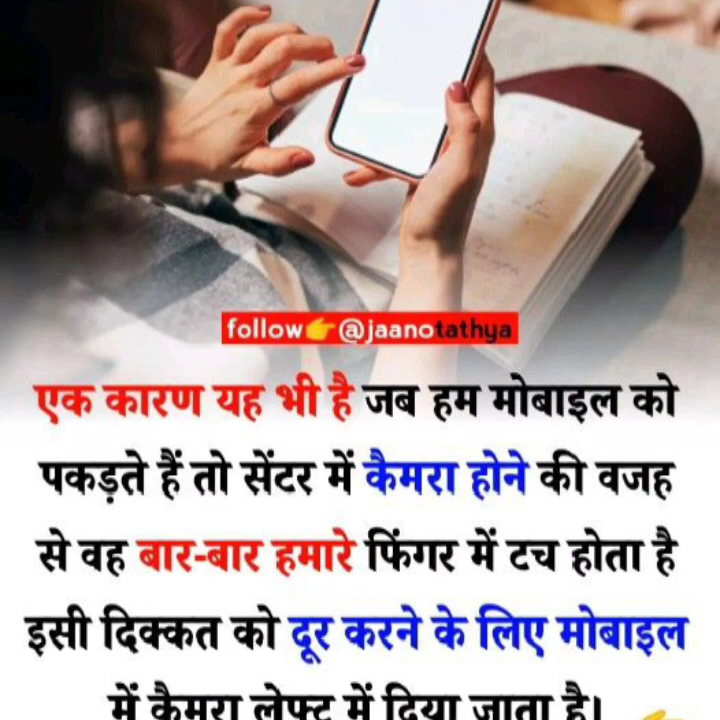 follow👉@jaanotathya
एक कारण यह भी है जब हम मोबाइल को
पकड़ते हैं तो सेंटर में कैमरा होने की वजह
से वह बार-बार हमारे फिंगर में टच होता है
इसी दिक्कत को दूर करने के लिए मोबाइल
में कैमरा लेफ्ट में दिया जाता है।